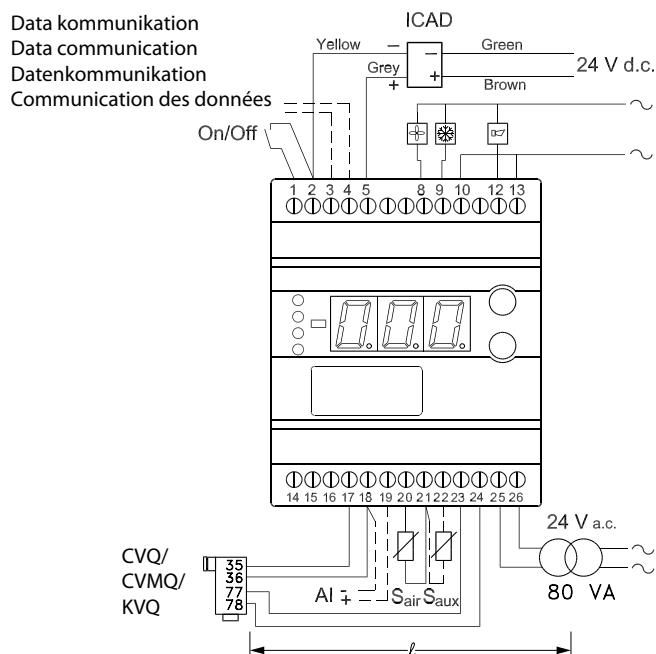 Data kommunikation
Data communication
Datenkommunikation
Communication des données
On/Off
ICAD
Yellow
Green
Grey
Brown
24 V d.c.
− − + +
1 2 3 4 5 8 9 10 12 13
0.0.0.
14 15 16 17 18 19 20 21 22 23 24 25 26
CVQ/
CVMQ/
KVQ
35
36
77
78
AI - +
Sair Saux
24 V a.c.
80 VA
ℓ